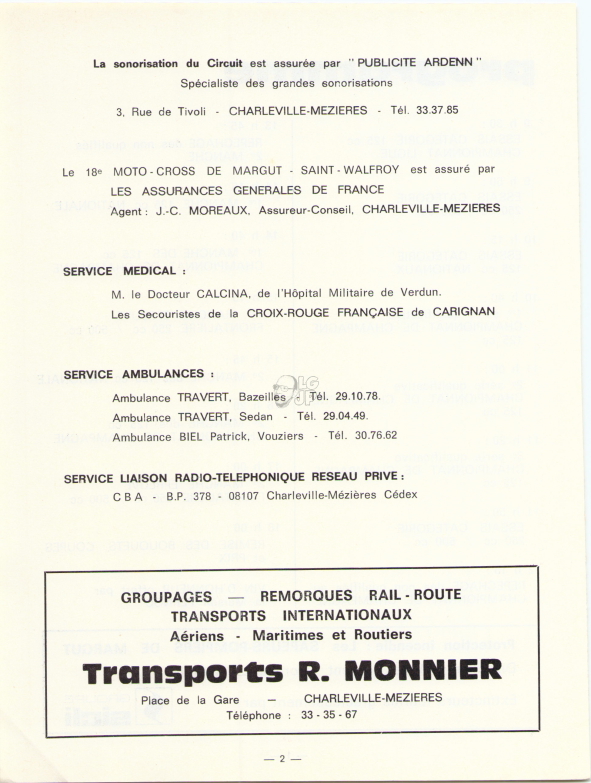 La sonorisation du Circuit est assurée par " PUBLICITE ARDENN "
Spécialiste des grandes sonorisations
3, Rue de Tivoli - CHARLEVILLE-MEZIERES - Tél. 33.37.85
Le 18e MOTO-CROSS DE MARGUT - SAINT-WALFROY est assuré par
LES ASSURANCES GENERALES DE FRANCE
Agent : J.-C. MOREAUX, Assureur-Conseil, CHARLEVILLE-MEZIERES
SERVICE MEDICAL :
M. le Docteur CALCINA, de l'Hôpital Militaire de Verdun.
Les Secouristes de la CROIX-ROUGE FRANÇAISE de CARIGNAN
SERVICE AMBULANCES :
Ambulance TRAVERT, Bazeilles - Tél. 29.10.78.
Ambulance TRAVERT, Sedan - Tél. 29.04.49.
Ambulance BIEL Patrick, Vouziers - Tél. 30.76.62
LG
UP
SERVICE LIAISON RADIO-TELEPHONIQUE RESEAU PRIVE :
C B A - B.P. 378 - 08107 Charleville-Mézières Cédex
GROUPAGES — REMORQUES RAIL-ROUTE
TRANSPORTS INTERNATIONAUX
Aériens - Maritimes et Routiers
Transports R. MONNIER
Place de la Gare — CHARLEVILLE-MEZIERES
Téléphone : 33-35-67
— 2 —